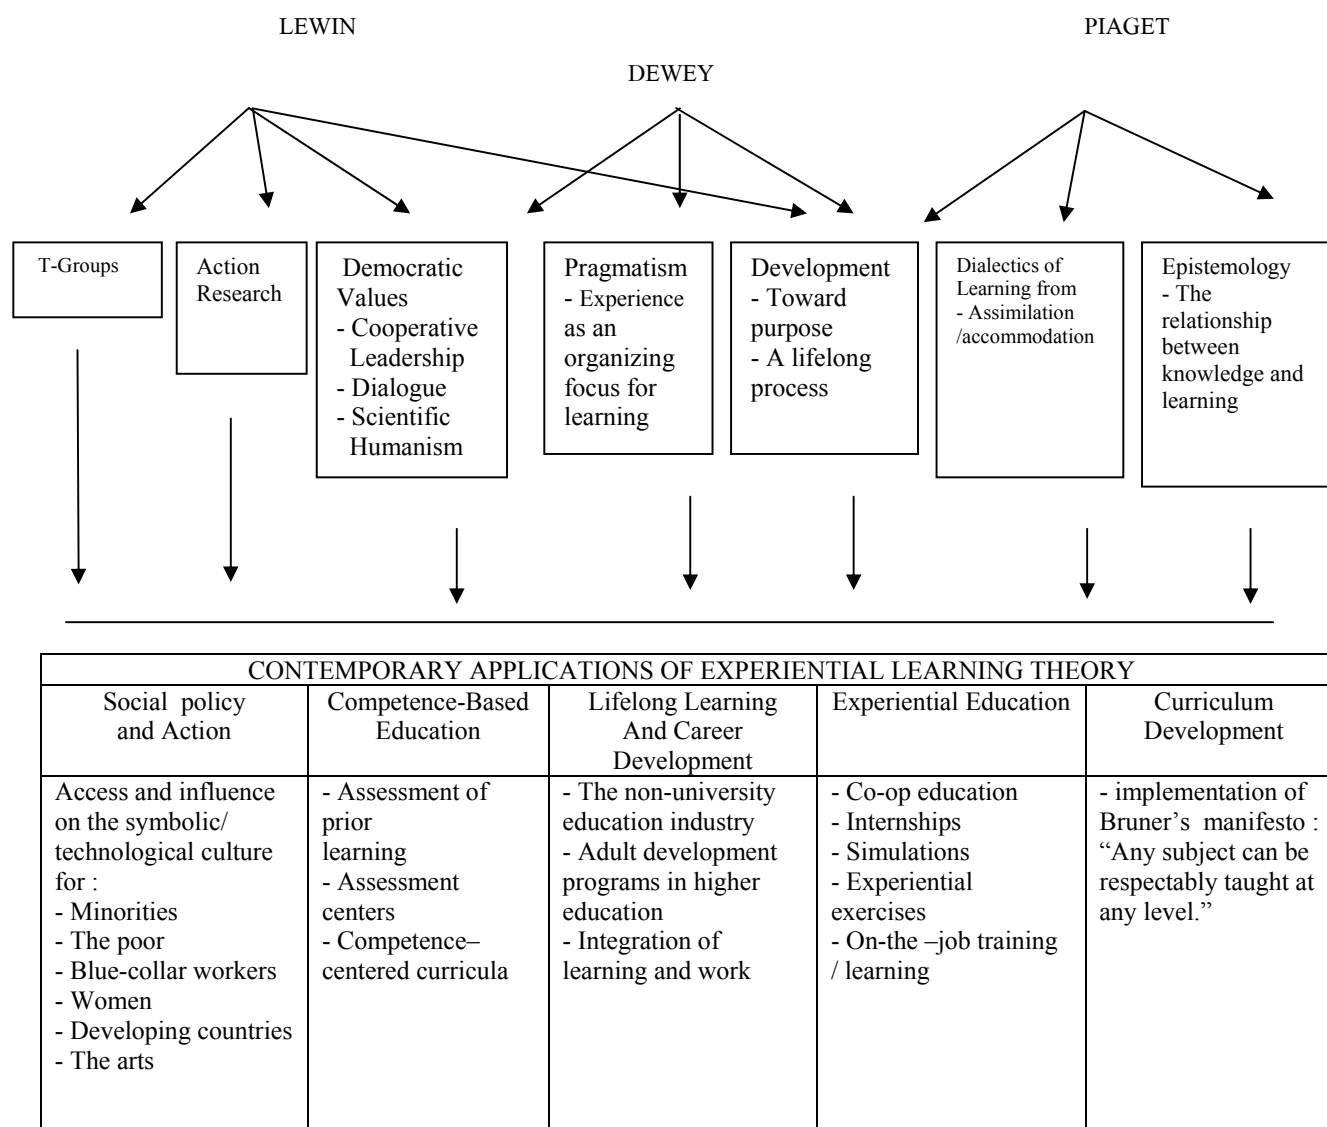 LEWIN
PIAGET
DEWEY
T-Groups
Action
Research
Democratic
Values
- Cooperative
Leadership
- Dialogue
- Scientific
Humanism
Pragmatism
- Experience
as an
organizing
focus for
learning
Development
- Toward
purpose
- A lifelong
process
Dialectics of
Learning from
- Assimilation
/accommodation
Epistemology
- The
relationship
between
knowledge and
learning
CONTEMPORARY APPLICATIONS OF EXPERIENTIAL LEARNING THEORY
Social policy
and Action
Competence-Based
Education
Lifelong Learning
And Career
Development
Experiential Education
Curriculum
Development
Access and influence
on the symbolic/
technological culture
for :
- Minorities
- The poor
- Blue-collar workers
- Women
- Developing countries
- The arts
- Assessment of
prior
learning
- Assessment
centers
- Competence–
centered curricula
- The non-university
education industry
- Adult development
programs in higher
education
- Integration of
learning and work
- Co-op education
- Internships
- Simulations
- Experiential
exercises
- On-the –job training
/ learning
- implementation of
Bruner’s manifesto :
“Any subject can be
respectably taught at
any level.”